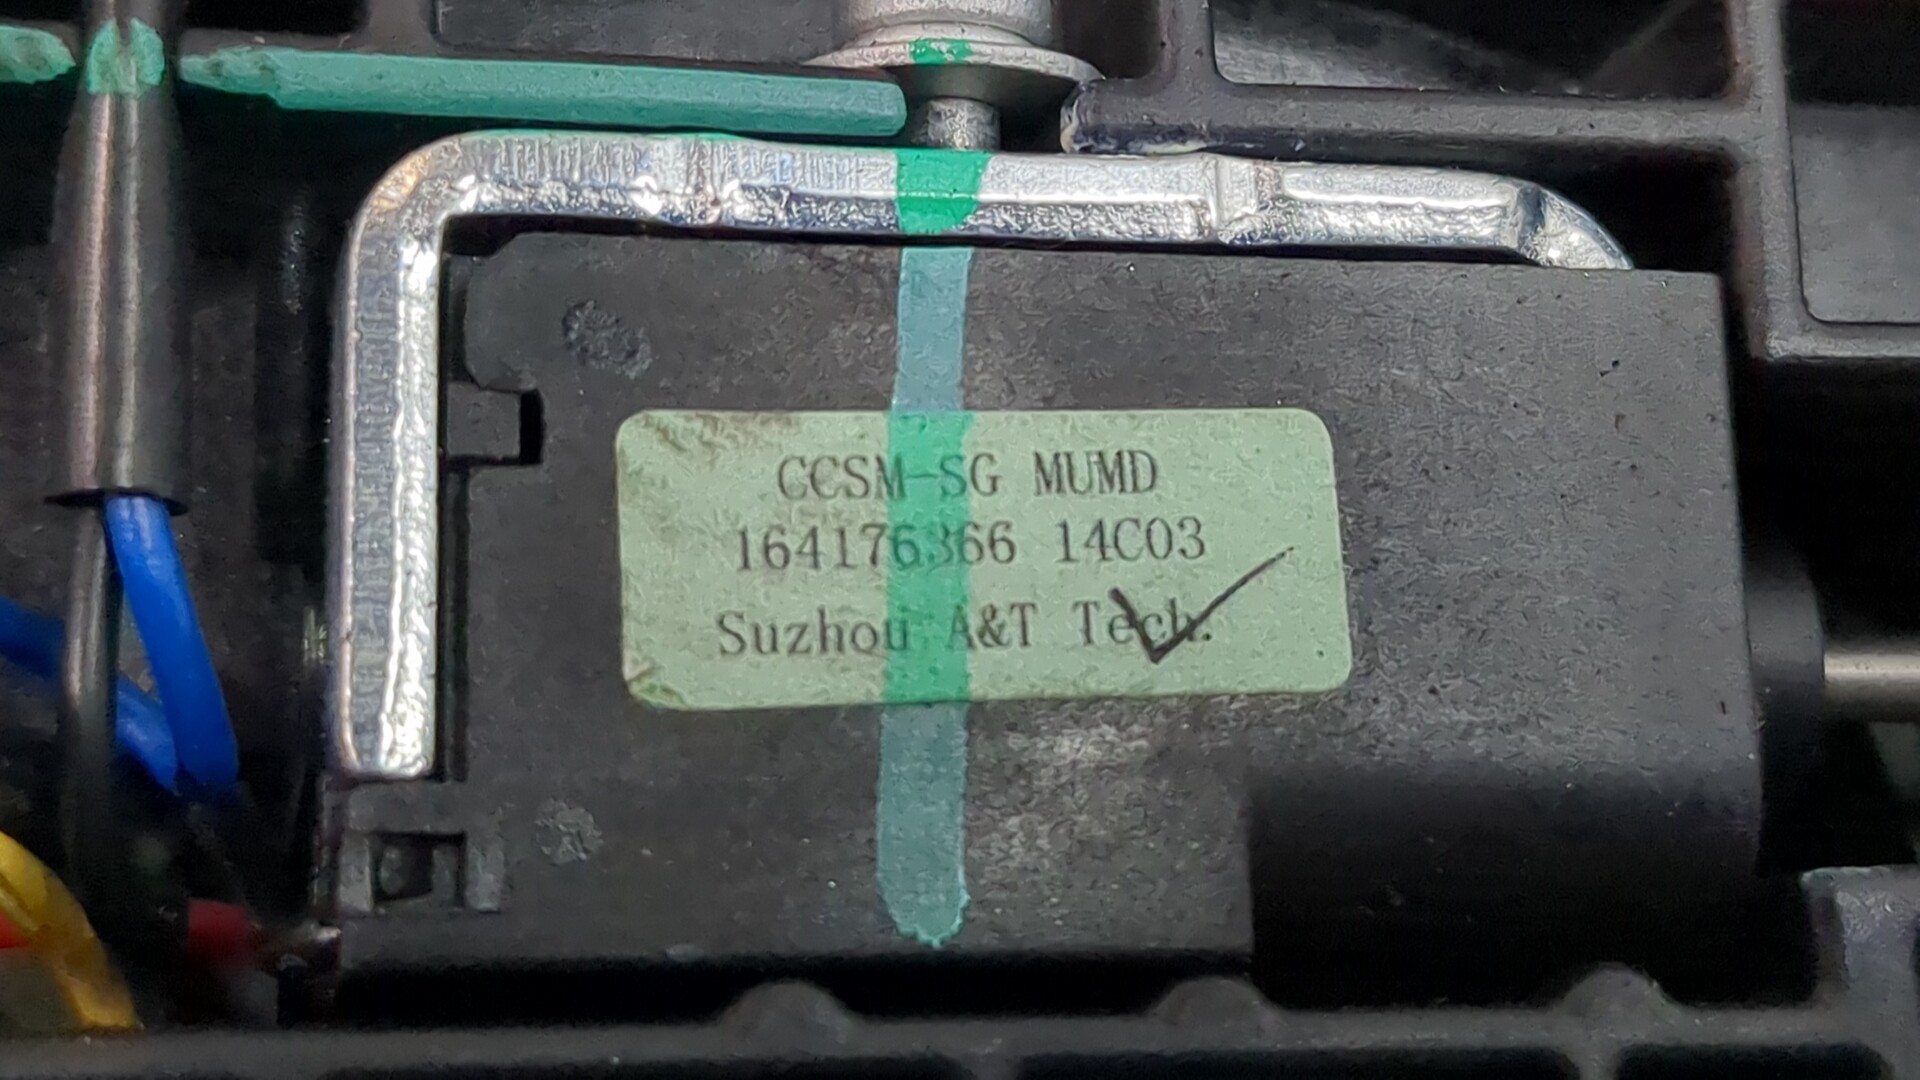 CCSM-SG MUMD
164176366 14C03
Suzhou A&T Tech.